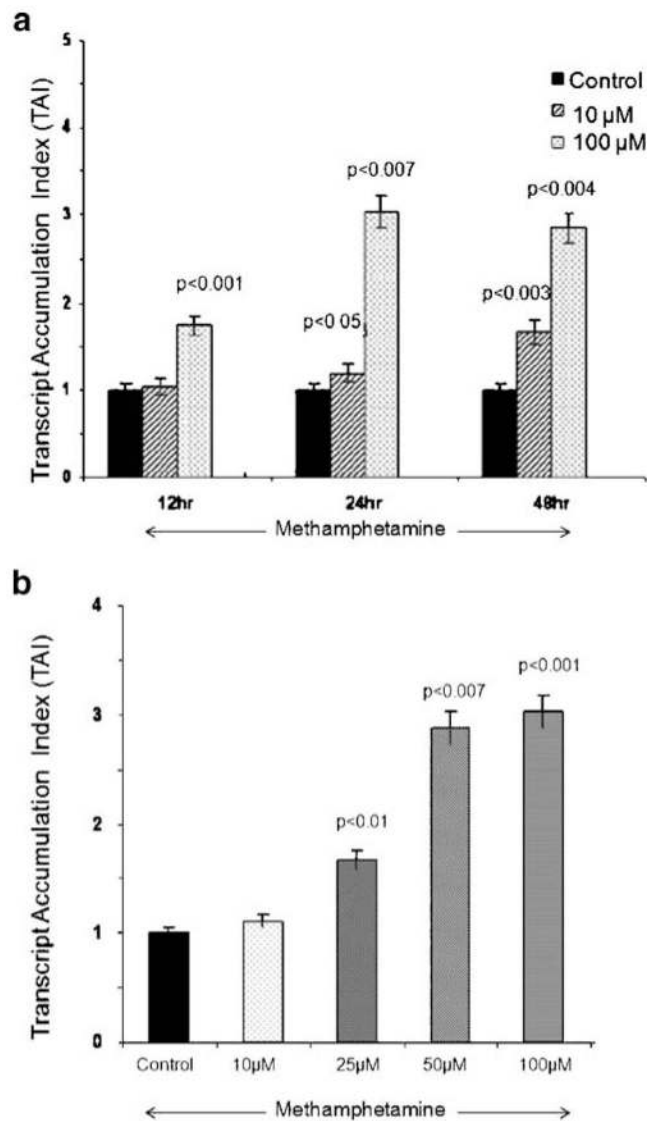 a
Transcript Accumulation Index (TAI)
5
4
3
2
1
0
Control
10 µM
100 µM
p<0.001
p<0 05
p<0.007
p<0.003
p<0.004
12hr
24hr
48hr
Methamphetamine
b
Transcript Accumulation Index (TAI)
4
3
2
1
0
p<0.01
p<0.007
p<0.001
Control
10µM
25µM
50µM
100µM
Methamphetamine